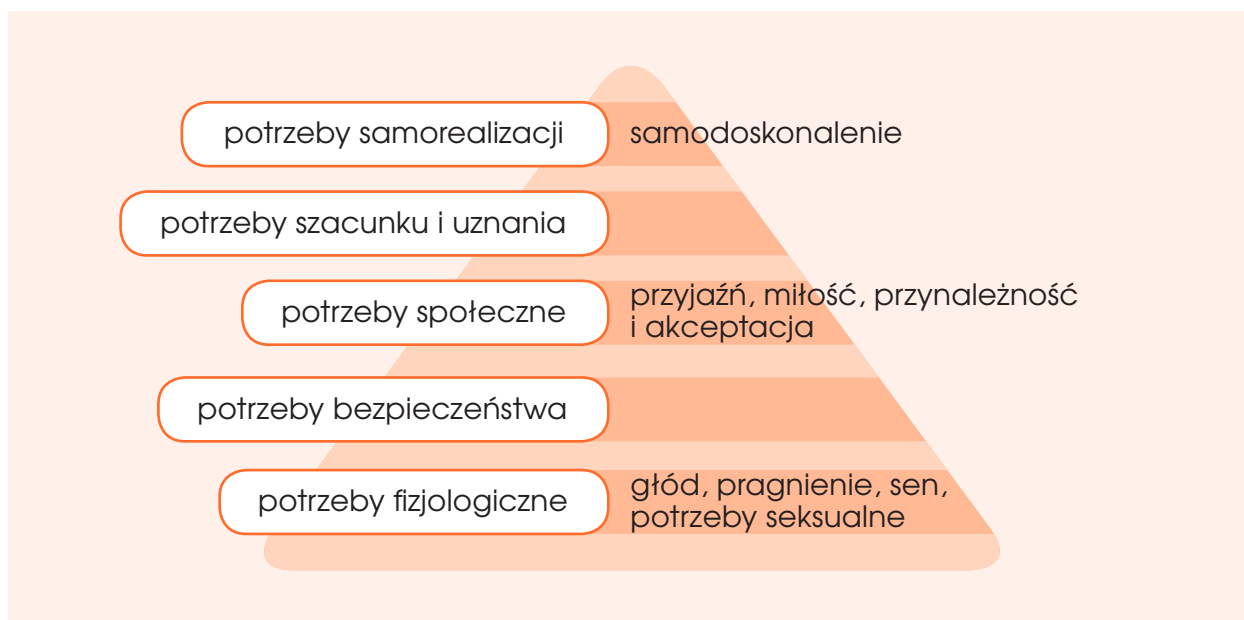 potrzeby samorealizacji
samodoskonalenie
potrzeby szacunku i uznania
potrzeby społeczne
przyjaźń, miłość, przynależność
i akceptacja
potrzeby bezpieczeństwa
potrzeby fizjologiczne
głód, pragnienie, sen,
potrzeby seksualne